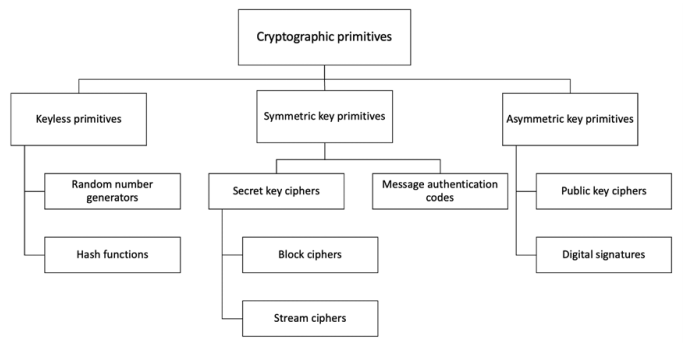 Cryptographic primitives
Keyless primitives
Symmetric key primitives
Asymmetric key primitives
Random number
generators
Secret key ciphers
Message authentication
codes
Public key ciphers
Hash functions
Block ciphers
Digital signatures
Stream ciphers